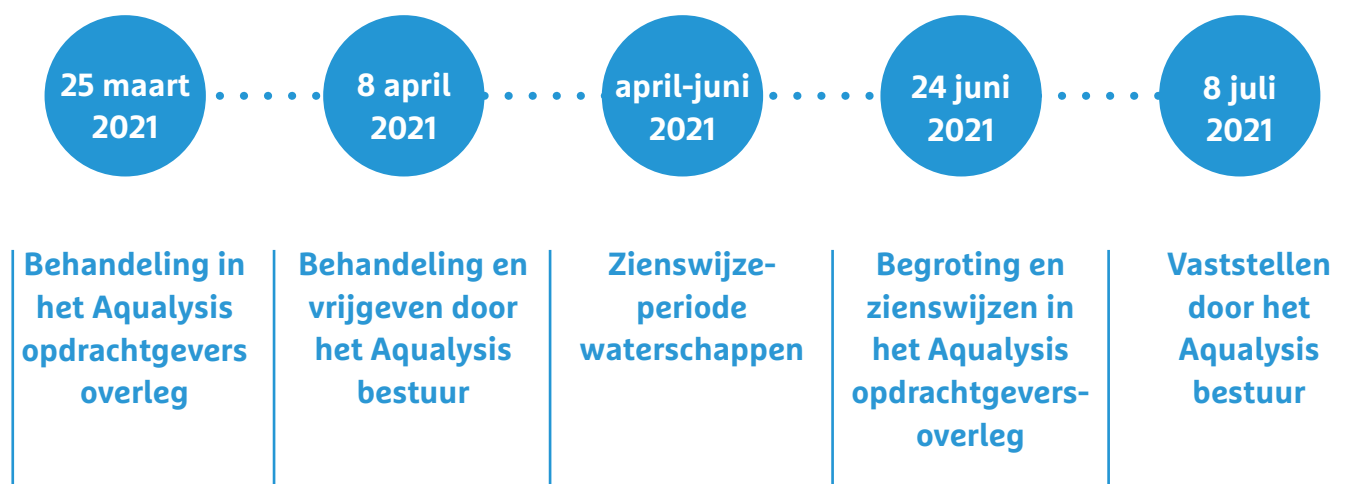 25 maart
2021
8 april
2021
april-juni
2021
24 juni
2021
8 juli
2021
Behandeling in
het Aqualysis
opdrachtgevers
overleg
Behandeling en
vrijgeven door
het Aqualysis
bestuur
Zienswijze-
periode
waterschappen
Begroting en
zienswijzen in
het Aqualysis
opdrachtgevers-
overleg
Vaststellen
door het
Aqualysis
bestuur